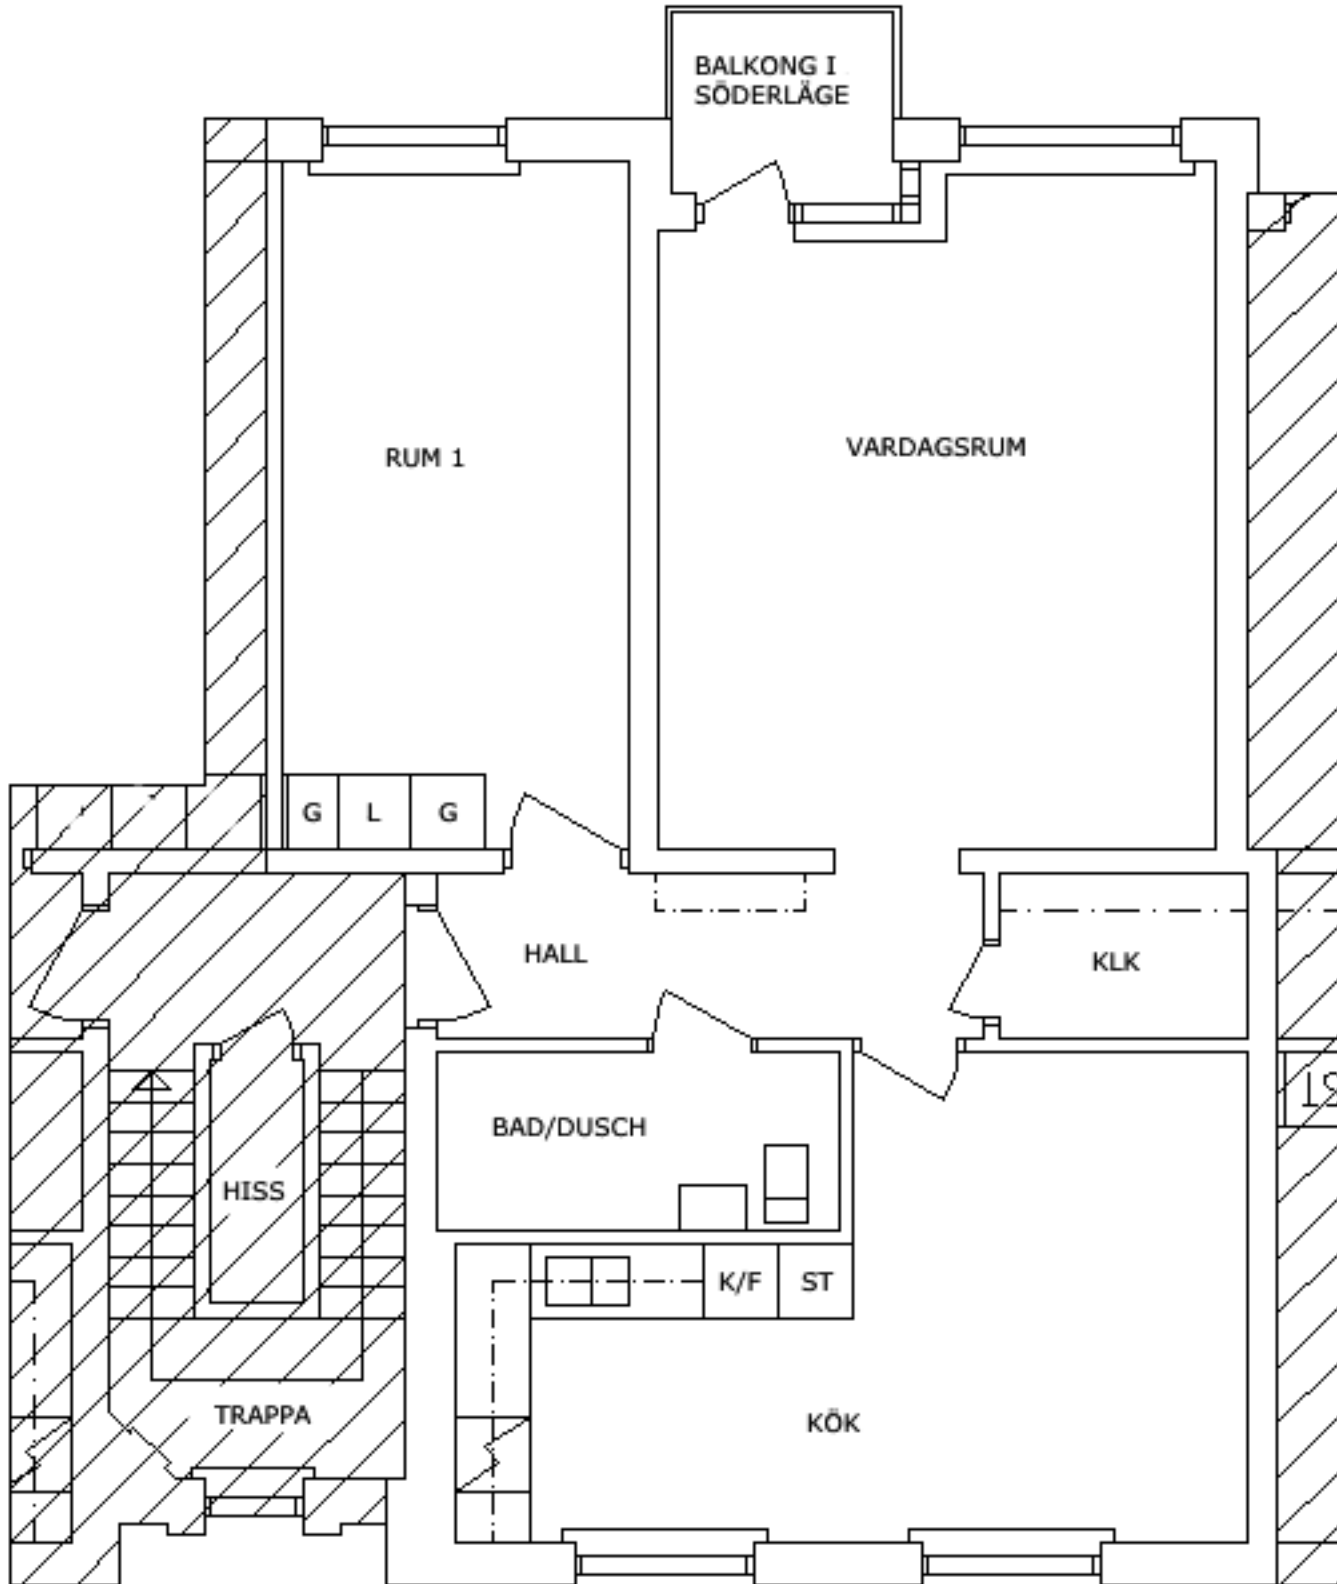 BALKONG I
SÖDERLÄGE
RUM 1
VARDAGSRUM
G
L
G
HALL
KLK
BAD/DUSCH
HISS
K/F
ST
TRAPPA
KÖK